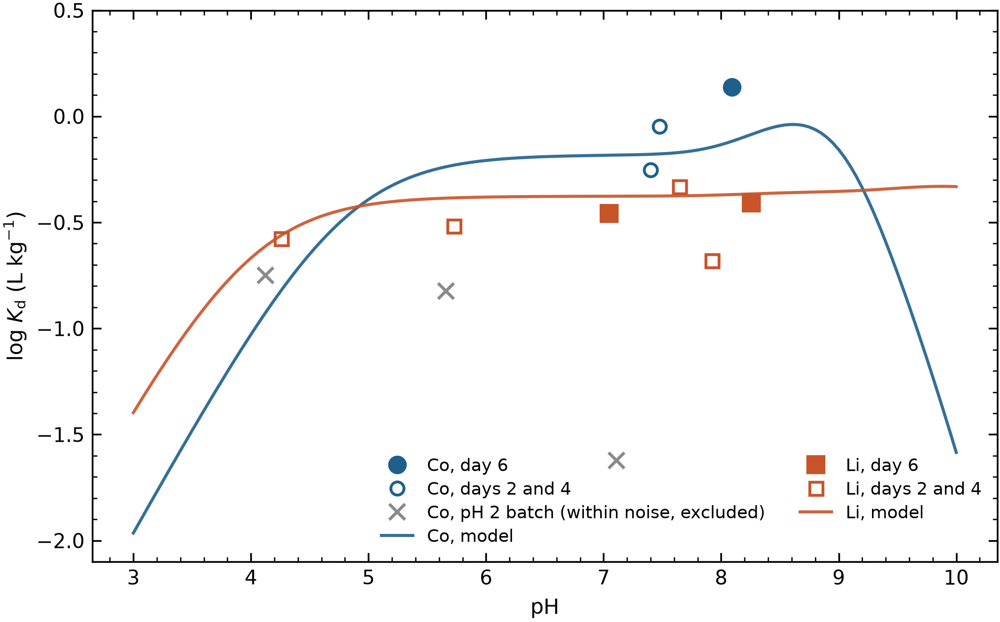 0.5
0.0
−0.5
−1.0
−1.5
−2.0
log Kd (L kg−1)
Co, day 6
Co, days 2 and 4
Co, pH 2 batch (within noise, excluded)
Co, model
Li, day 6
Li, days 2 and 4
Li, model
3 4 5 6 7 8 9 10
pH